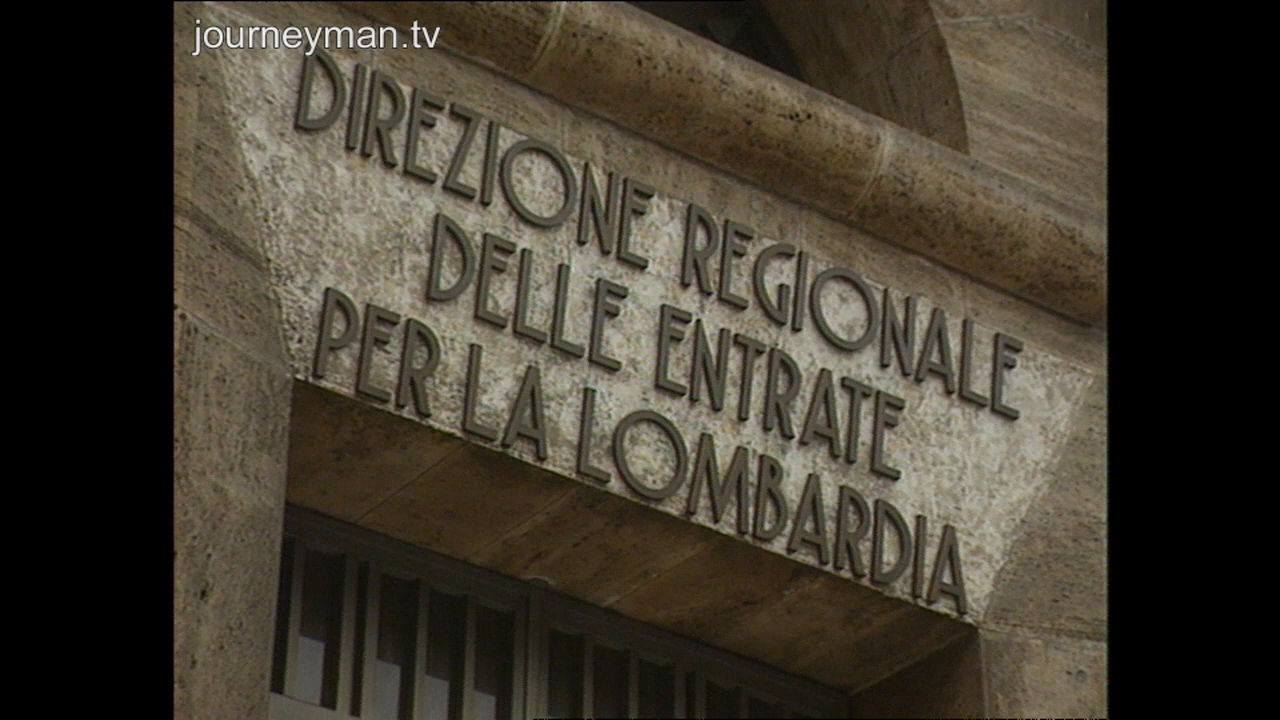 journeyman.tv
DIREZIONE REGIONALE
DELLE ENTRATE
PER LA LOMBARDIA